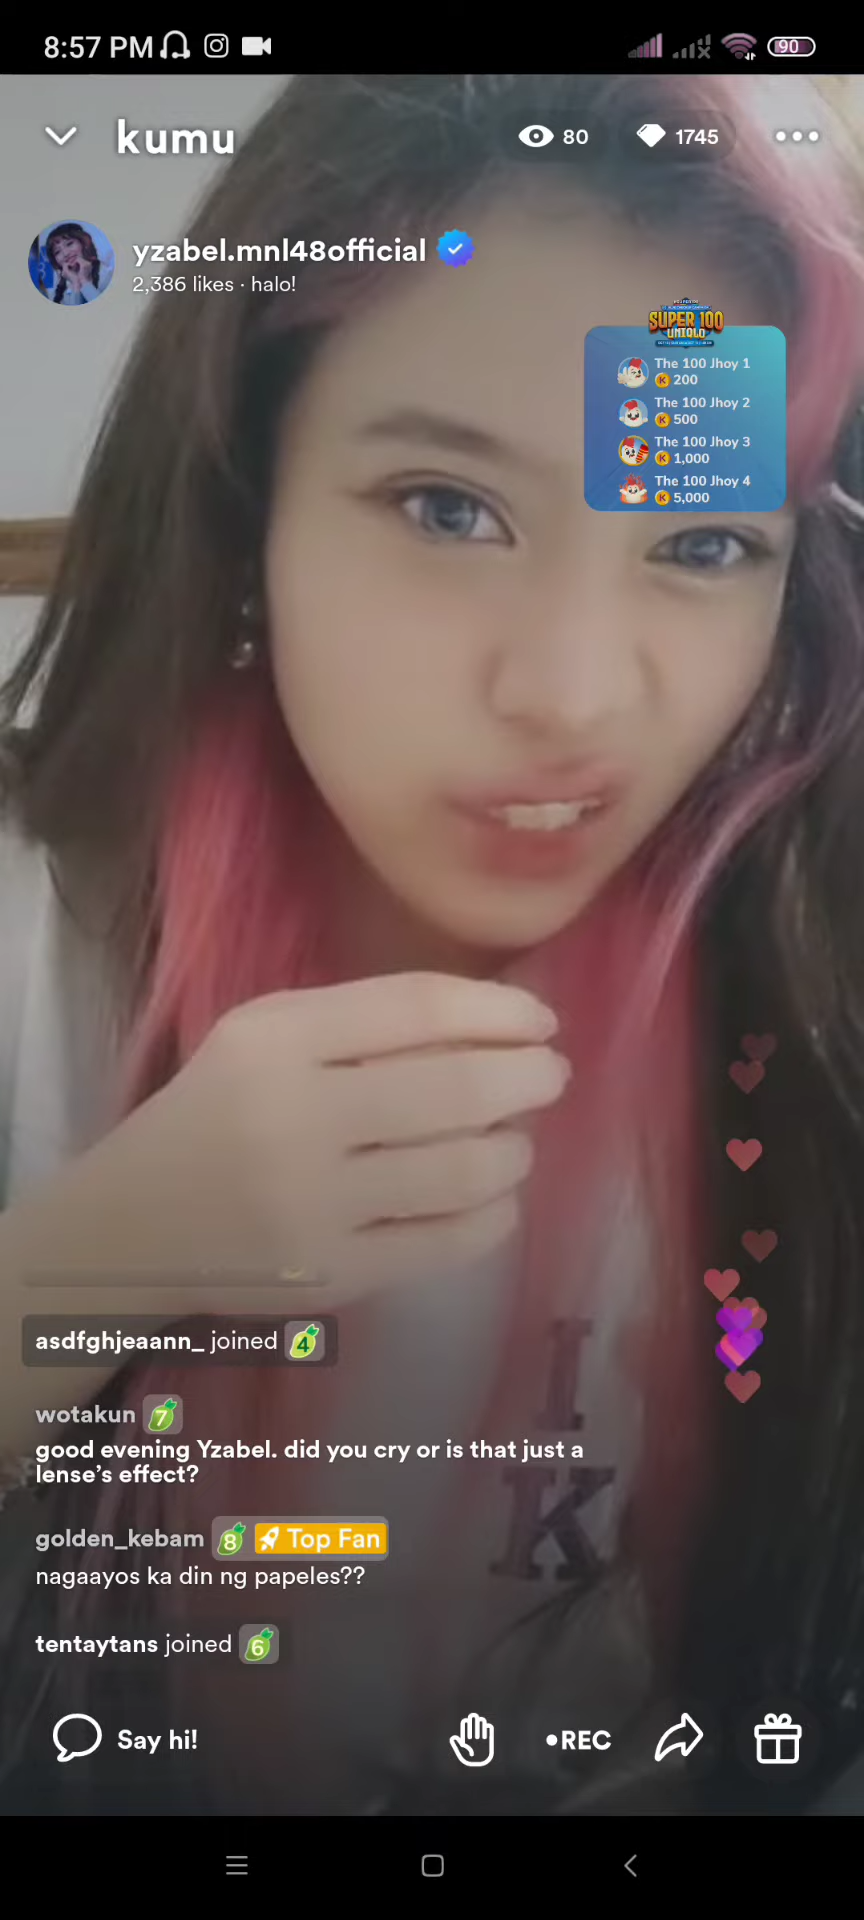 8:57 PM
90
kumu
80
1745
yzabel.mnl48official
2,386 likes · halo!
SUPER 100
UNIOLO
The 100 Jhoy 1
K 200
The 100 Jhoy 2
K 500
The 100 Jhoy 3
K 1,000
The 100 Jhoy 4
K 5,000
I
K
asdfghjeaann_ joined 4
wotakun 7
good evening Yzabel. did you cry or is that just a
lense's effect?
golden_kebam 8 Top Fan
nagaayos ka din ng papeles??
tentaytans joined 6
Say hi!
•REC